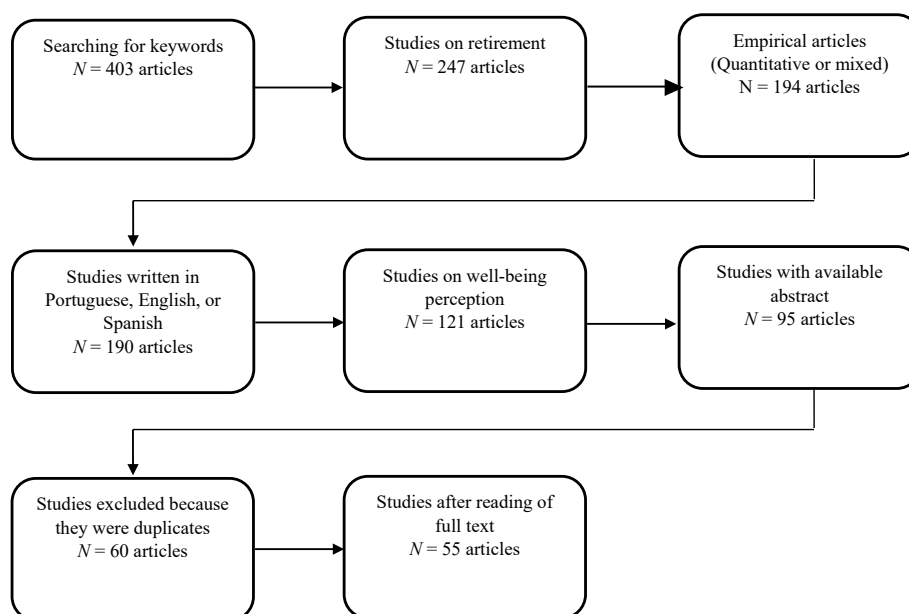 Searching for keywords
N = 403 articles
Studies on retirement
N = 247 articles
Empirical articles
(Quantitative or mixed)
N = 194 articles
Studies written in
Portuguese, English, or
Spanish
N = 190 articles
Studies on well-being
perception
N = 121 articles
Studies with available
abstract
N = 95 articles
Studies excluded because
they were duplicates
N = 60 articles
Studies after reading of
full text
N = 55 articles